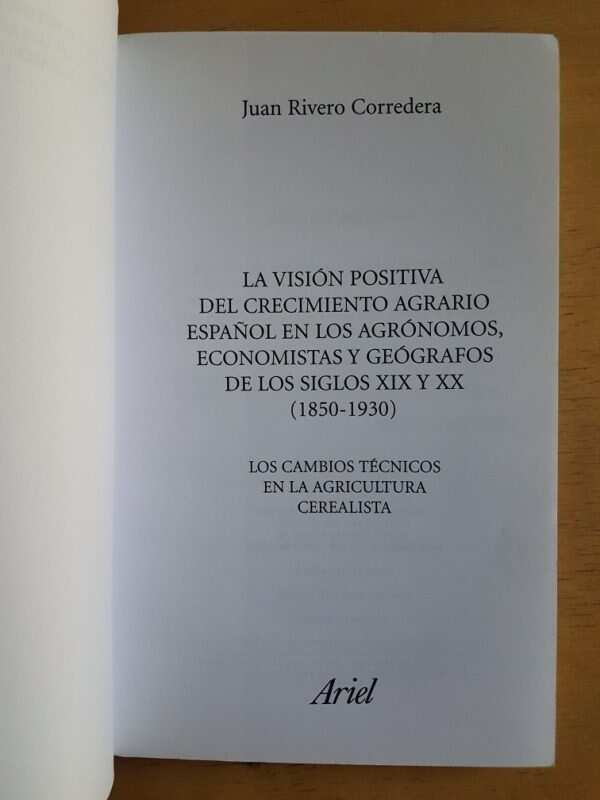 Juan Rivero Corredera
LA VISIÓN POSITIVA
DEL CRECIMIENTO AGRARIO
ESPAÑOL EN LOS AGRÓNOMOS,
ECONOMISTAS Y GEÓGRAFOS
DE LOS SIGLOS XIX Y XX
(1850-1930)
LOS CAMBIOS TÉCNICOS
EN LA AGRICULTURA
CEREALISTA
Ariel